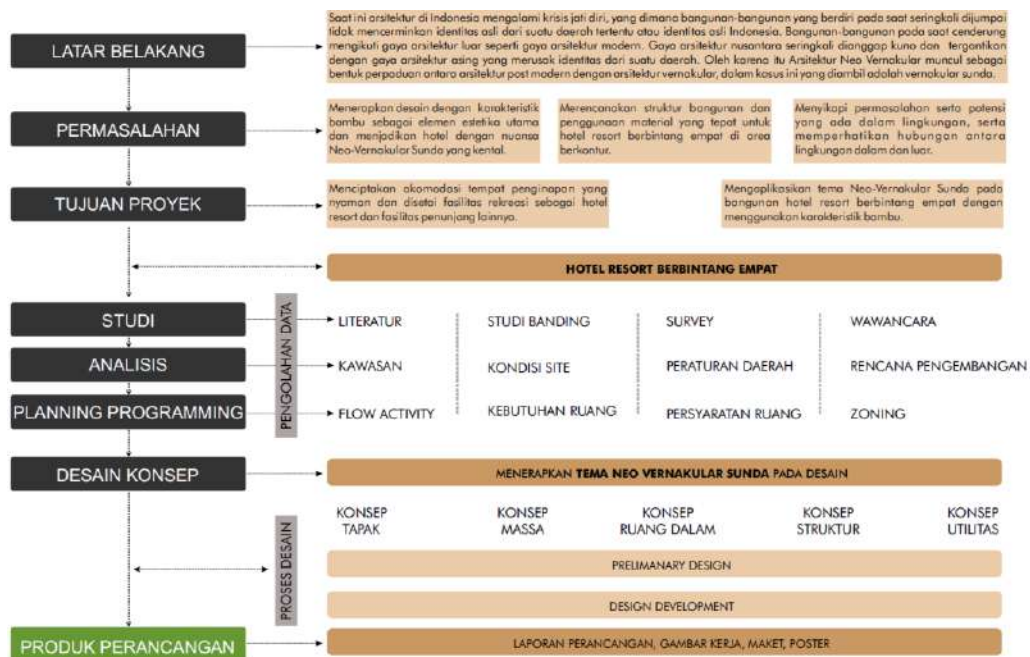 LATAR BELAKANG
Saat ini arsitektur di Indonesia mengalami krisis jati diri, yang dimana bangunan-bangunan yang berdiri pada saat seringkali dijumpai
tidak mencerminkan identitas asli dari suatu daerah tertentu atau identitas asli Indonesia. Bangunan-bangunan pada saat cenderung
mengikuti gaya arsitektur luar seperti gaya arsitektur modern. Gaya arsitektur nusantara seringkali dianggap kuno dan tergantikan
dengan gaya arsitektur asing yang merusak identitas dari suatu daerah. Oleh karena itu Arsitektur Neo Vernakular muncul sebagai
bentuk perpaduan antara arsitektur post modern dengan arsitektur vernakular, dalam kasus ini yang diambil adalah vernakular sunda.
PERMASALAHAN
Menerapkan desain dengan karakteristik
bambu sebagai elemen estetika utama
dan menjadikan hotel dengan nuansa
Neo-Vernakular Sunda yang kental.
Merencanakan struktur bangunan dan
penggunaan material yang tepat untuk
hotel resort berbintang empat di area
berkontur.
Menyikapi permasalahan serta potensi
yang ada dalam lingkungan, serta
memperhatikan hubungan antara
lingkungan dalam dan luar.
TUJUAN PROYEK
Menciptakan akomodasi tempat penginapan yang
nyaman dan disetai fasilitas rekreasi sebagai hotel
resort dan fasilitas penunjang lainnya.
Mengaplikasikan tema Neo-Vernakular Sunda pada
bangunan hotel resort berbintang empat dengan
menggunakan karakteristik bambu.
HOTEL RESORT BERBINTANG EMPAT
PENGOLAHAN DATA
STUDI
LITERATUR
STUDI BANDING
SURVEY
WAWANCARA
ANALISIS
KAWASAN
KONDISI SITE
PERATURAN DAERAH
RENCANA PENGEMBANGAN
PLANNING PROGRAMMING
FLOW ACTIVITY
KEBUTUHAN RUANG
PERSYARATAN RUANG
ZONING
DESAIN KONSEP
MENERAPKAN TEMA NEO VERNAKULAR SUNDA PADA DESAIN
PROSES DESAIN
KONSEP
TAPAK
KONSEP
MASSA
KONSEP
RUANG DALAM
KONSEP
STRUKTUR
KONSEP
UTILITAS
PRELIMANARY DESIGN
DESIGN DEVELOPMENT
PRODUK PERANCANGAN
LAPORAN PERANCANGAN, GAMBAR KERJA, MAKET, POSTER